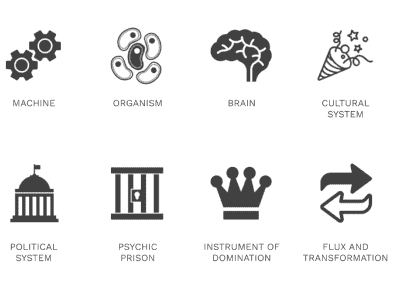 MACHINE
ORGANISM
BRAIN
CULTURAL
SYSTEM
POLITICAL
SYSTEM
PSYCHIC
PRISON
INSTRUMENT OF
DOMINATION
FLUX AND
TRANSFORMATION